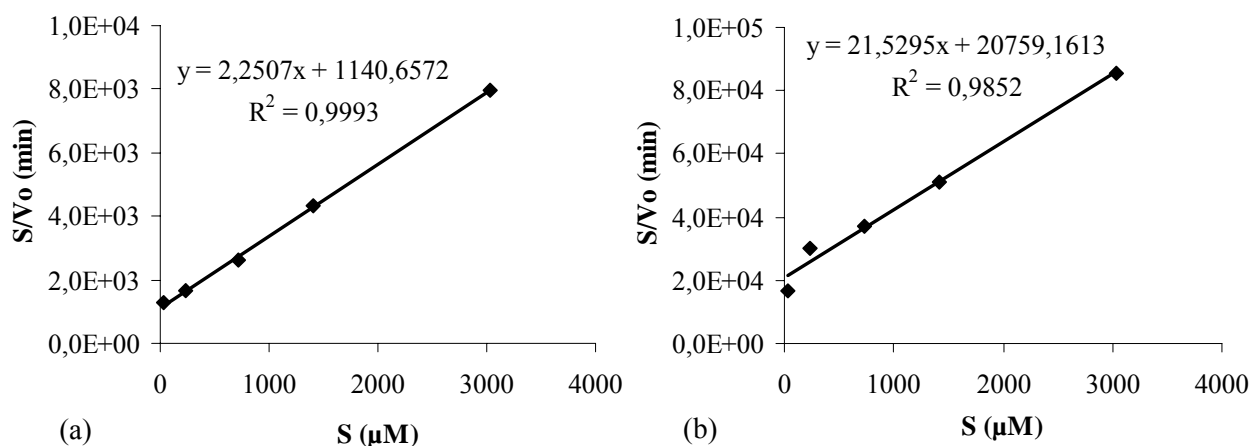 1,0E+04
8,0E+03
6,0E+03
4,0E+03
2,0E+03
0,0E+00
S/Vo (min)
y = 2,2507x + 1140,6572
R² = 0,9993
0 1000 2000 3000 4000
S (µM)
(a)
1,0E+05
8,0E+04
6,0E+04
4,0E+04
2,0E+04
0,0E+00
S/Vo (min)
y = 21,5295x + 20759,1613
R² = 0,9852
0 1000 2000 3000 4000
S (µM)
(b)